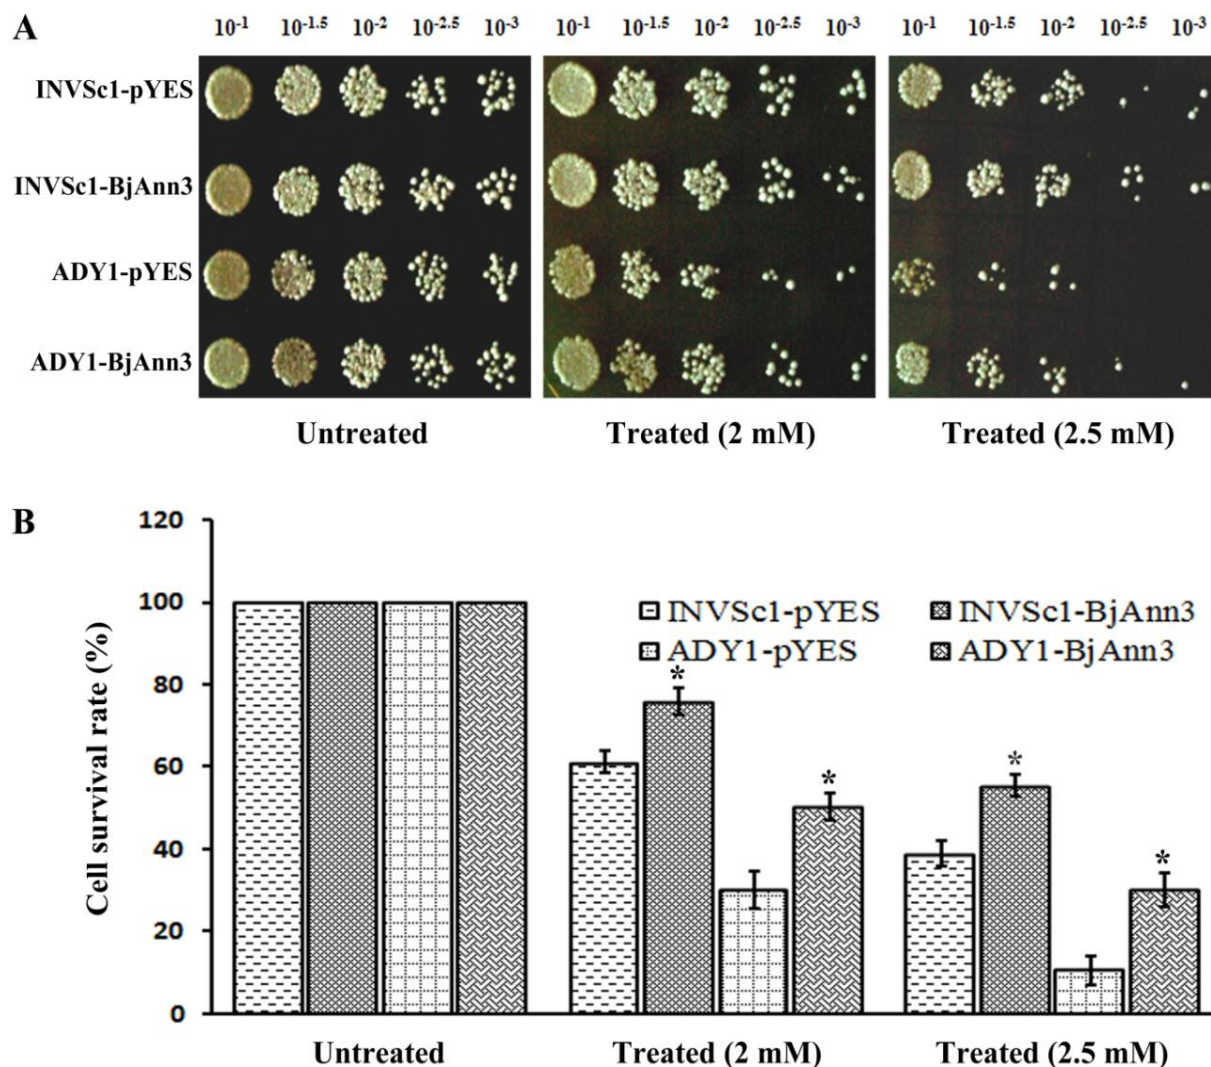 A
10-1 10-1.5 10-2 10-2.5 10-3 10-1 10-1.5 10-2 10-2.5 10-3 10-1 10-1.5 10-2 10-2.5 10-3
INVSc1-pYES
INVSc1-BjAnn3
ADY1-pYES
ADY1-BjAnn3
Untreated Treated (2 mM) Treated (2.5 mM)
B
Cell survival rate (%)
120
100
80
60
40
20
0
INVSc1-pYES INVSc1-BjAnn3
ADY1-pYES ADY1-BjAnn3
* * * *
Untreated Treated (2 mM) Treated (2.5 mM)